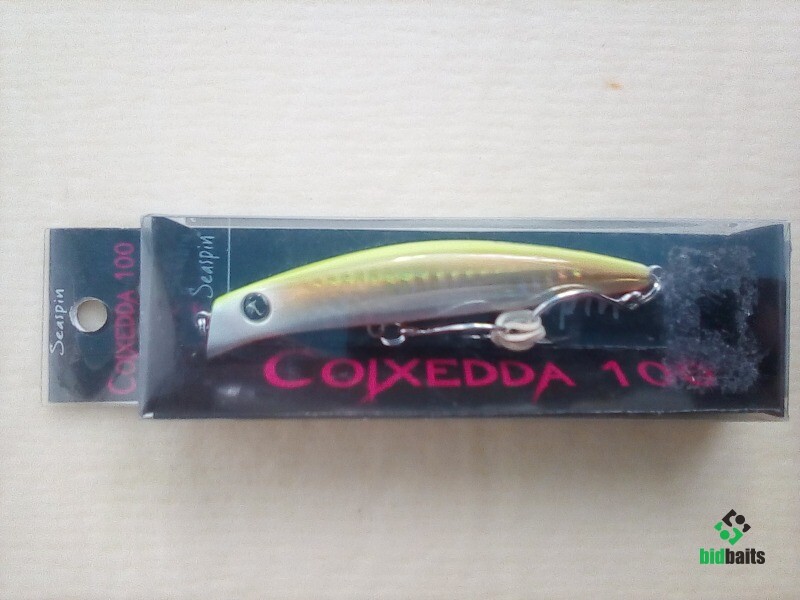 Seaspin
COIXEDDA 100
Seaspin
COIXEDDA 100
bidbaits